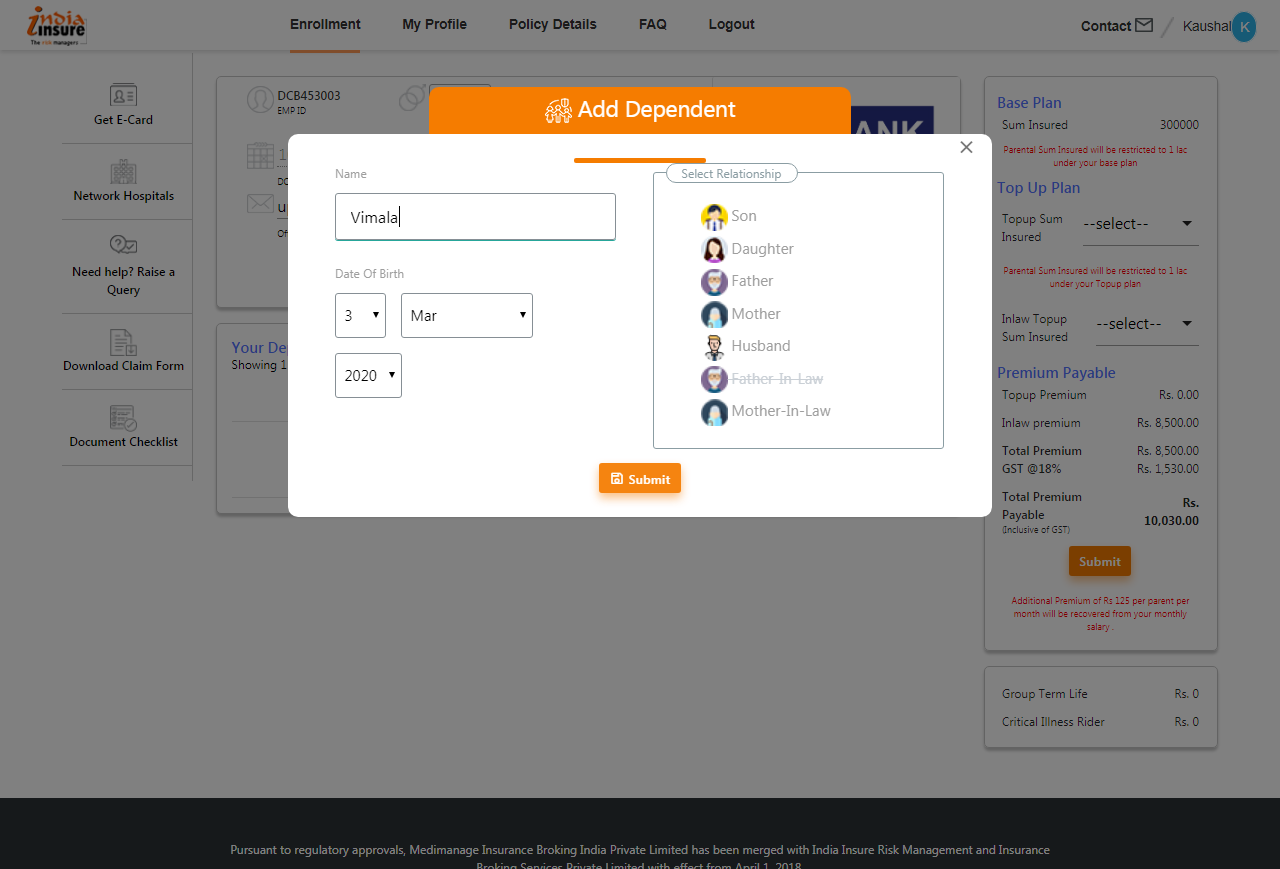 india
insure
The risk managers ...
Enrollment
My Profile
Policy Details
FAQ
Logout
Contact
Kaushal
K
Get E-Card
Network Hospitals
Need help? Raise a
Query
Download Claim Form
Document Checklist
DCB453003
EMP ID
1
DO
u
Of
ANK
Your De
Showing 1
Add Dependent
Name
Vimala
Date Of Birth
3
Mar
2020
Select Relationship
Son
Daughter
Father
Mother
Husband
Father-In-Law
Mother-In-Law
Submit
Base Plan
Sum Insured 300000
Parental Sum Insured will be restricted to 1 lac
under your base plan
Top Up Plan
Topup Sum
Insured
--select--
Parental Sum Insured will be restricted to 1 lac
under your Topup plan
Inlaw Topup
Sum Insured
--select--
Premium Payable
Topup Premium Rs. 0.00
Inlaw premium Rs. 8,500.00
Total Premium Rs. 8,500.00
GST @18% Rs. 1,530.00
Total Premium
Payable
(Inclusive of GST)
Rs.
10,030.00
Submit
Additional Premium of Rs 125 per parent per
month will be recovered from your monthly
salary .
Group Term Life Rs. 0
Critical Illness Rider Rs. 0
Pursuant to regulatory approvals, Medimanage Insurance Broking India Private Limited has been merged with India Insure Risk Management and Insurance
Broking Services Private Limited with effect from April 1, 2018